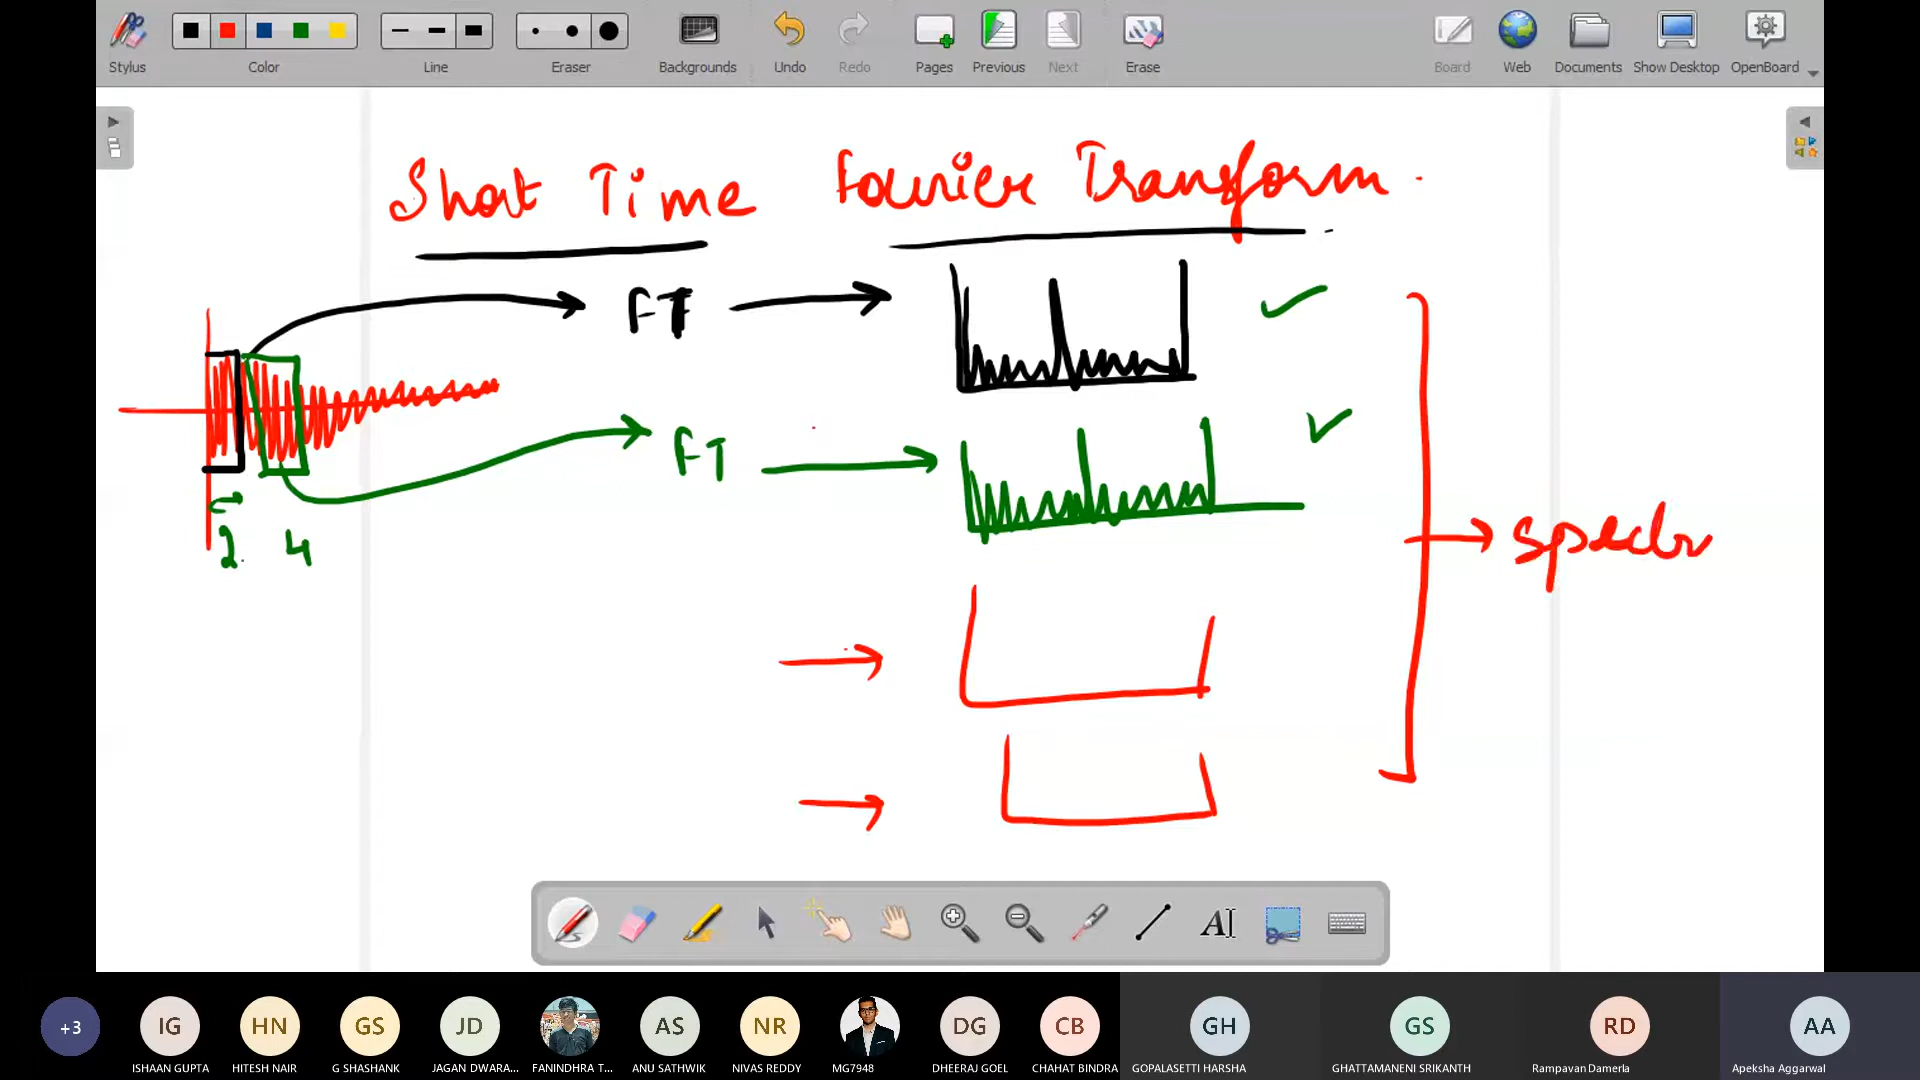 Stylus
Color
Line
Eraser
Backgrounds
Undo
Redo
Pages
Previous
Next
Erase
Board
Web
Documents
Show Desktop
OpenBoard
Short Time Fourier Transform.
FT
FT
2
4
spectr
AI
+3
IG
HN
GS
JD
AS
NR
DG
CB
GH
GS
RD
AA
ISHAAN GUPTA
HITESH NAIR
G SHASHANK
JAGAN DWARA...
FANINDHRA T...
ANU SATHWIK
NIVAS REDDY
MG7948
DHEERAJ GOEL
CHAHAT BINDRA
GOPALASETTI HARSHA
GHATTAMANENI SRIKANTH
Rampavan Damerla
Apeksha Aggarwal